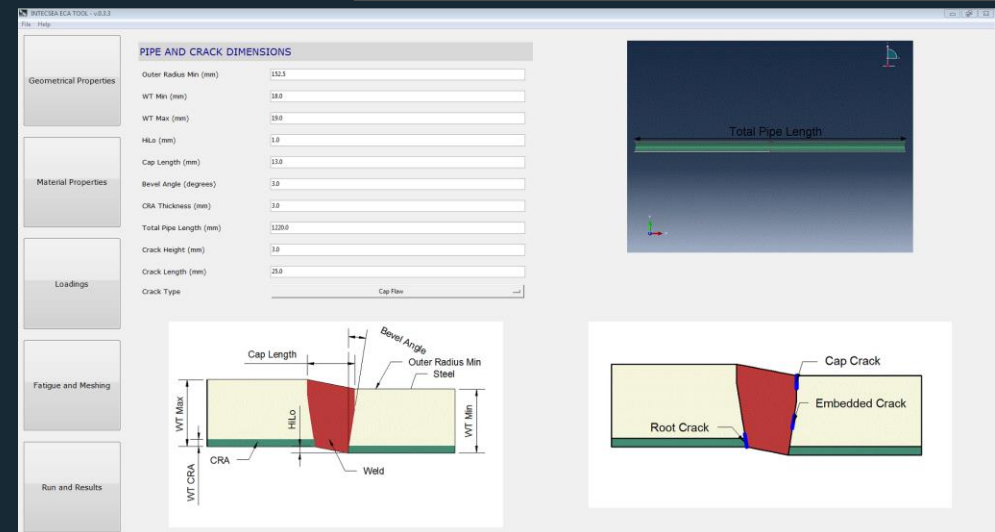 INTECSEA ECA TOOL - v0.3.3
File Help
Geometrical Properties
Material Properties
Loadings
Fatigue and Meshing
Run and Results
PIPE AND CRACK DIMENSIONS
Outer Radius Min (mm) 132.5
WT Min (mm) 18.0
WT Max (mm) 19.0
HiLo (mm) 1.0
Cap Length (mm) 13.0
Bevel Angle (degrees) 3.0
CRA Thickness (mm) 3.0
Total Pipe Length (mm) 1220.0
Crack Height (mm) 3.0
Crack Length (mm) 25.0
Crack Type Cap Flaw
Total Pipe Length
Bevel Angle
Cap Length
Outer Radius Min
Steel
WT Max
HiLo
WT Min
CRA
WT CRA
Weld
Cap Crack
Embedded Crack
Root Crack